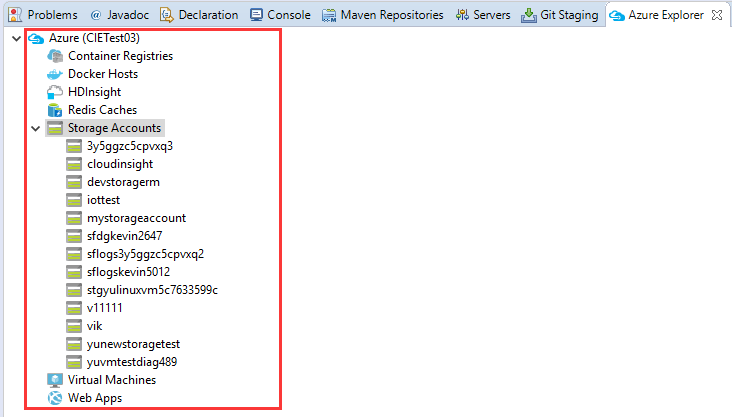 Problems @ Javadoc Declaration Console Maven Repositories Servers Git Staging Azure Explorer
Azure (CIETest03)
Container Registries
Docker Hosts
HDInsight
Redis Caches
Storage Accounts
3y5ggzc5cpvxq3
cloudinsight
devstoragerm
iottest
mystorageaccount
sfdgkevin2647
sflogs3y5ggzc5cpvxq2
sflogskevin5012
stgyulinuxvm5c7633599c
v11111
vik
yunewstoragetest
yuvmtestdiag489
Virtual Machines
Web Apps